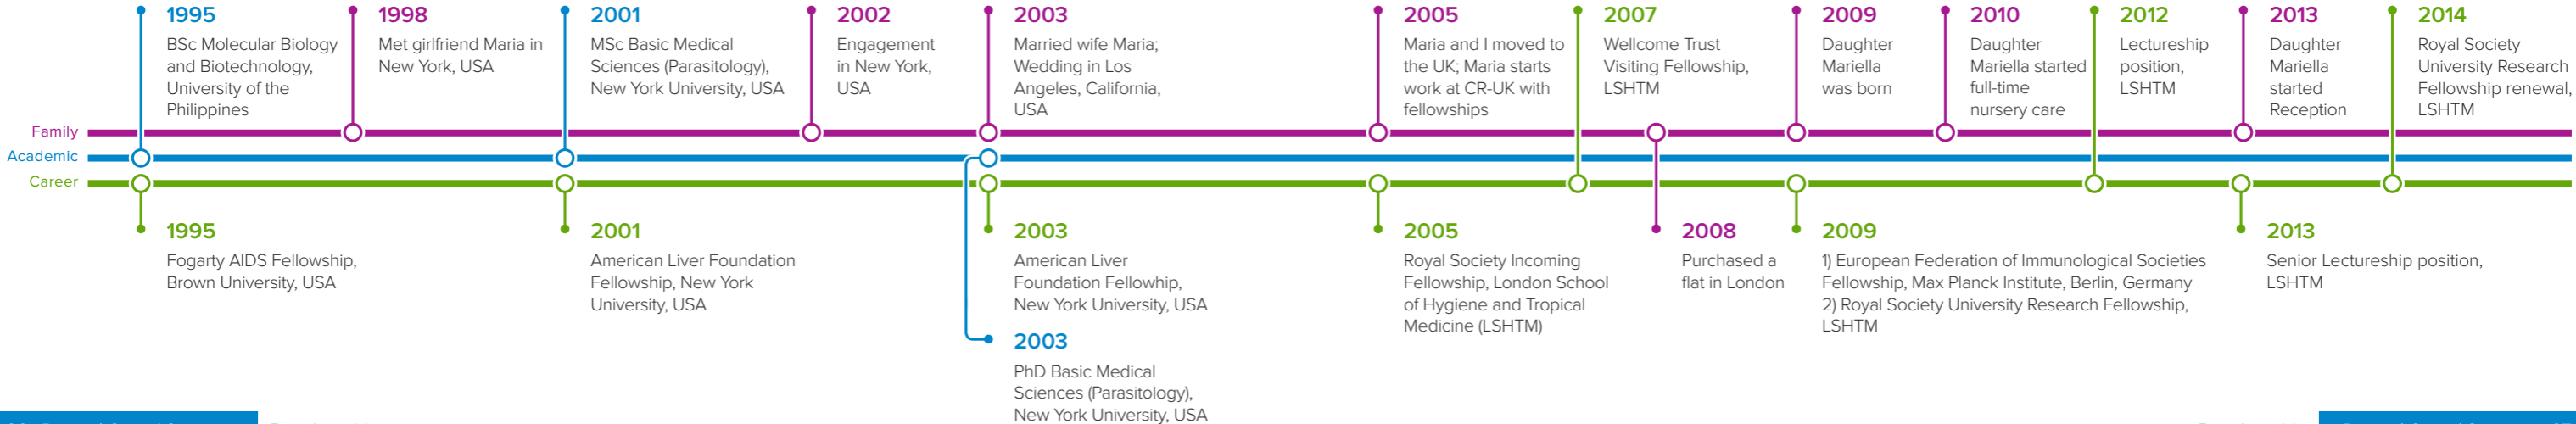 1995
BSc Molecular Biology
and Biotechnology,
University of the
Philippines
1998
Met girlfriend Maria in
New York, USA
2001
MSc Basic Medical
Sciences (Parasitology),
New York University, USA
2002
Engagement
in New York,
USA
2003
Married wife Maria;
Wedding in Los
Angeles, California,
USA
2005
Maria and I moved to
the UK; Maria starts
work at CR-UK with
fellowships
2007
Wellcome Trust
Visiting Fellowship,
LSHTM
2009
Daughter
Mariella
was born
2010
Daughter
Mariella started
full-time
nursery care
2012
Lectureship
position,
LSHTM
2013
Daughter
Mariella
started
Reception
2014
Royal Society
University Research
Fellowship renewal,
LSHTM
Family
Academic
Career
1995
Fogarty AIDS Fellowship,
Brown University, USA
2001
American Liver Foundation
Fellowship, New York
University, USA
2003
American Liver
Foundation Fellowhip,
New York University, USA
2003
PhD Basic Medical
Sciences (Parasitology),
New York University, USA
2005
Royal Society Incoming
Fellowship, London School
of Hygiene and Tropical
Medicine (LSHTM)
2008
Purchased a
flat in London
2009
1) European Federation of Immunological Societies
Fellowship, Max Planck Institute, Berlin, Germany
2) Royal Society University Research Fellowship,
LSHTM
2013
Senior Lectureship position,
LSHTM